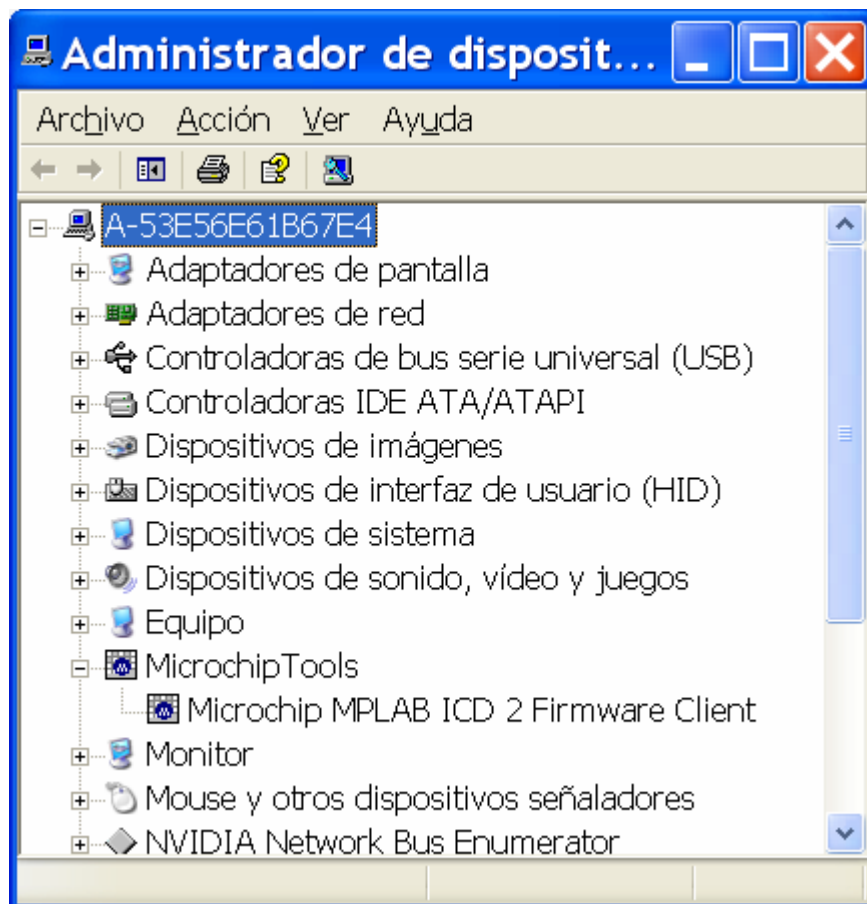 Administrador de disposit...
Archivo Acción Ver Ayuda
A-53E56E61B67E4
Adaptadores de pantalla
Adaptadores de red
Controladoras de bus serie universal (USB)
Controladoras IDE ATA/ATAPI
Dispositivos de imágenes
Dispositivos de interfaz de usuario (HID)
Dispositivos de sistema
Dispositivos de sonido, vídeo y juegos
Equipo
MicrochipTools
Microchip MPLAB ICD 2 Firmware Client
Monitor
Mouse y otros dispositivos señaladores
NVIDIA Network Bus Enumerator